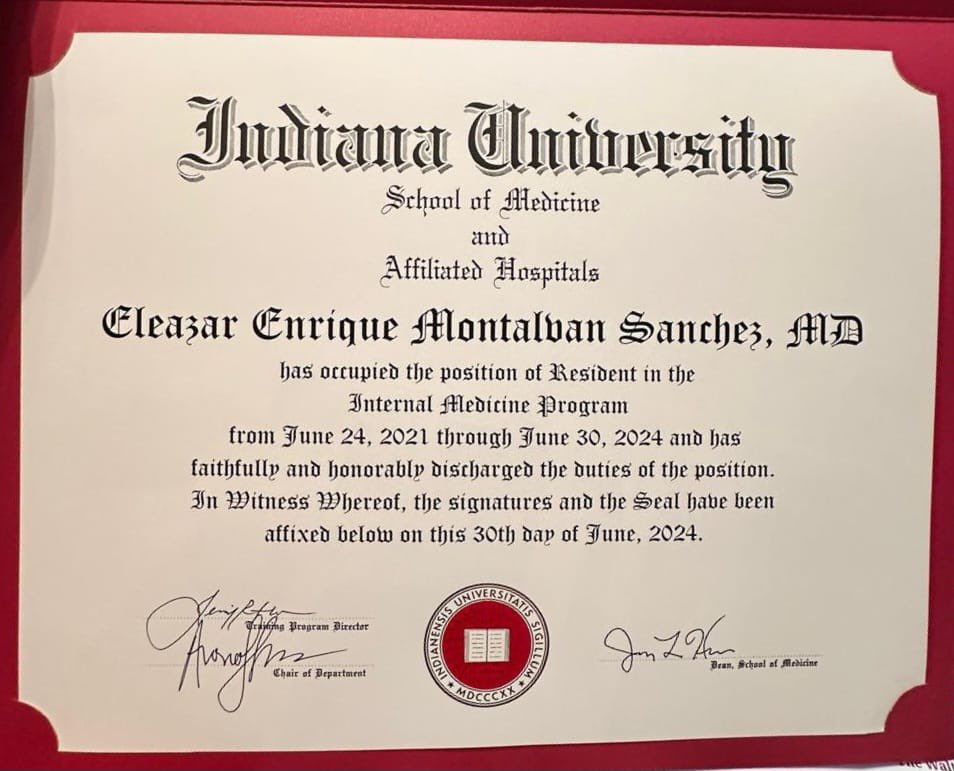 Indiana University
School of Medicine
and
Affiliated Hospitals
Eleazar Enrique Montalvan Sanchez, MD
has occupied the position of Resident in the
Internal Medicine Program
from June 24, 2021 through June 30, 2024 and has
faithfully and honorably discharged the duties of the position.
In Witness Whereof, the signatures and the Seal have been
affixed below on this 30th day of June, 2024.
Training Program Director
Chair of Department
INDIANENSIS UNIVERSITATIS SIGILLUM
MDCCCXX
Dean, School of Medicine
The